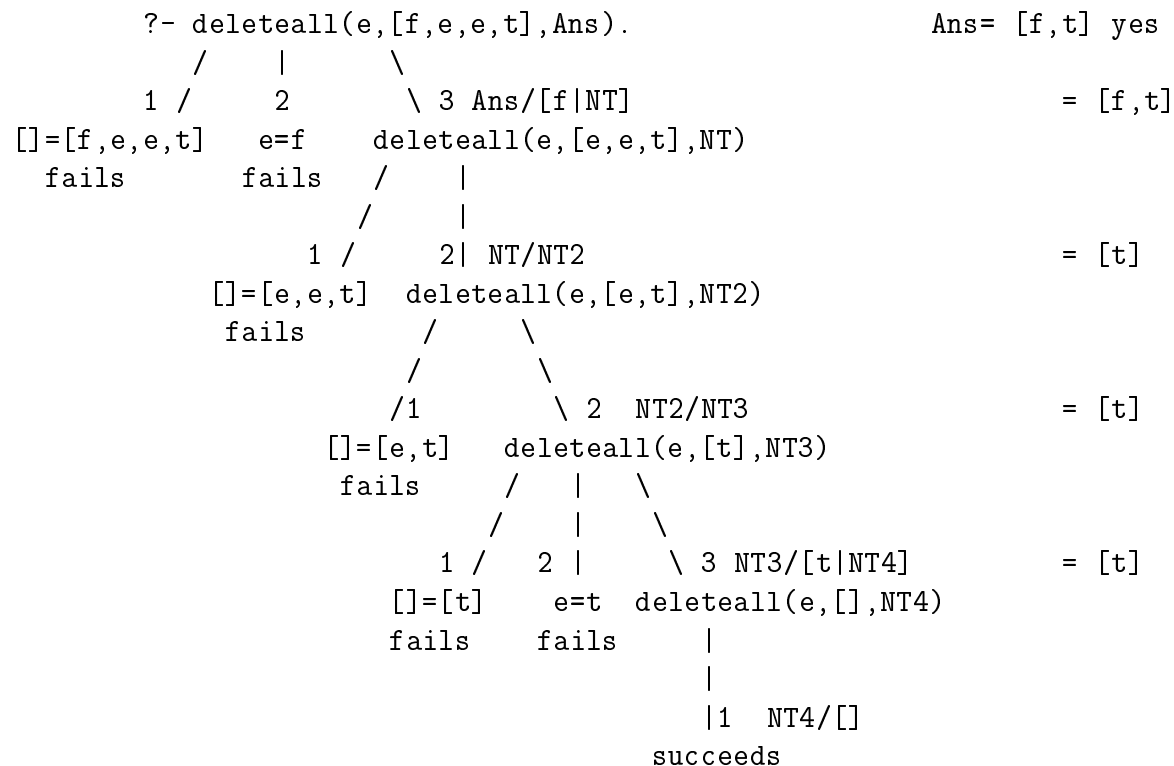 ?- deleteall(e,[f,e,e,t],Ans). Ans= [f,t] yes
/ | \
1 / 2 \ 3 Ans/[f|NT] = [f,t]
[]=[f,e,e,t] e=f deleteall(e,[e,e,t],NT)
fails fails / |
/ |
1 / 2| NT/NT2 = [t]
[]=[e,e,t] deleteall(e,[e,t],NT2)
fails / \
/ \
/1 \ 2 NT2/NT3 = [t]
[]=[e,t] deleteall(e,[t],NT3)
fails / | \
/ | \
1 / 2 | \ 3 NT3/[t|NT4] = [t]
[]=[t] e=t deleteall(e,[],NT4)
fails fails |
|
|1 NT4/[]
succeeds